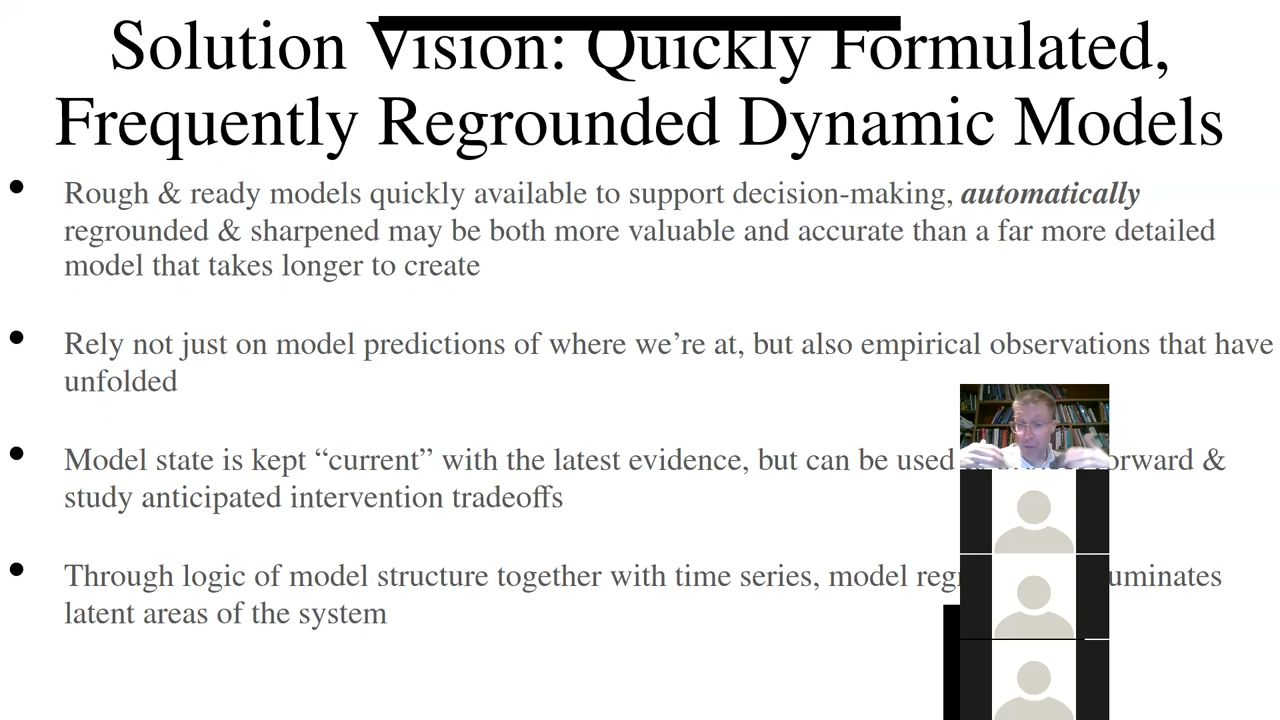 Solution Vision: Quickly Formulated,
Frequently Regrounded Dynamic Models
• Rough & ready models quickly available to support decision-making, automatically
regrounded & sharpened may be both more valuable and accurate than a far more detailed
model that takes longer to create
• Rely not just on model predictions of where we’re at, but also empirical observations that have
unfolded
• Model state is kept “current” with the latest evidence, but can be used &
study anticipated intervention tradeoffs
• Through logic of model structure together with time series, model
latent areas of the system